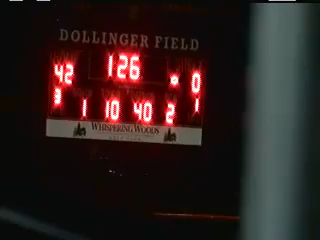 DOLLINGER FIELD
42 126 0
3 1 10 40 2 1
WHISPERING WOODS